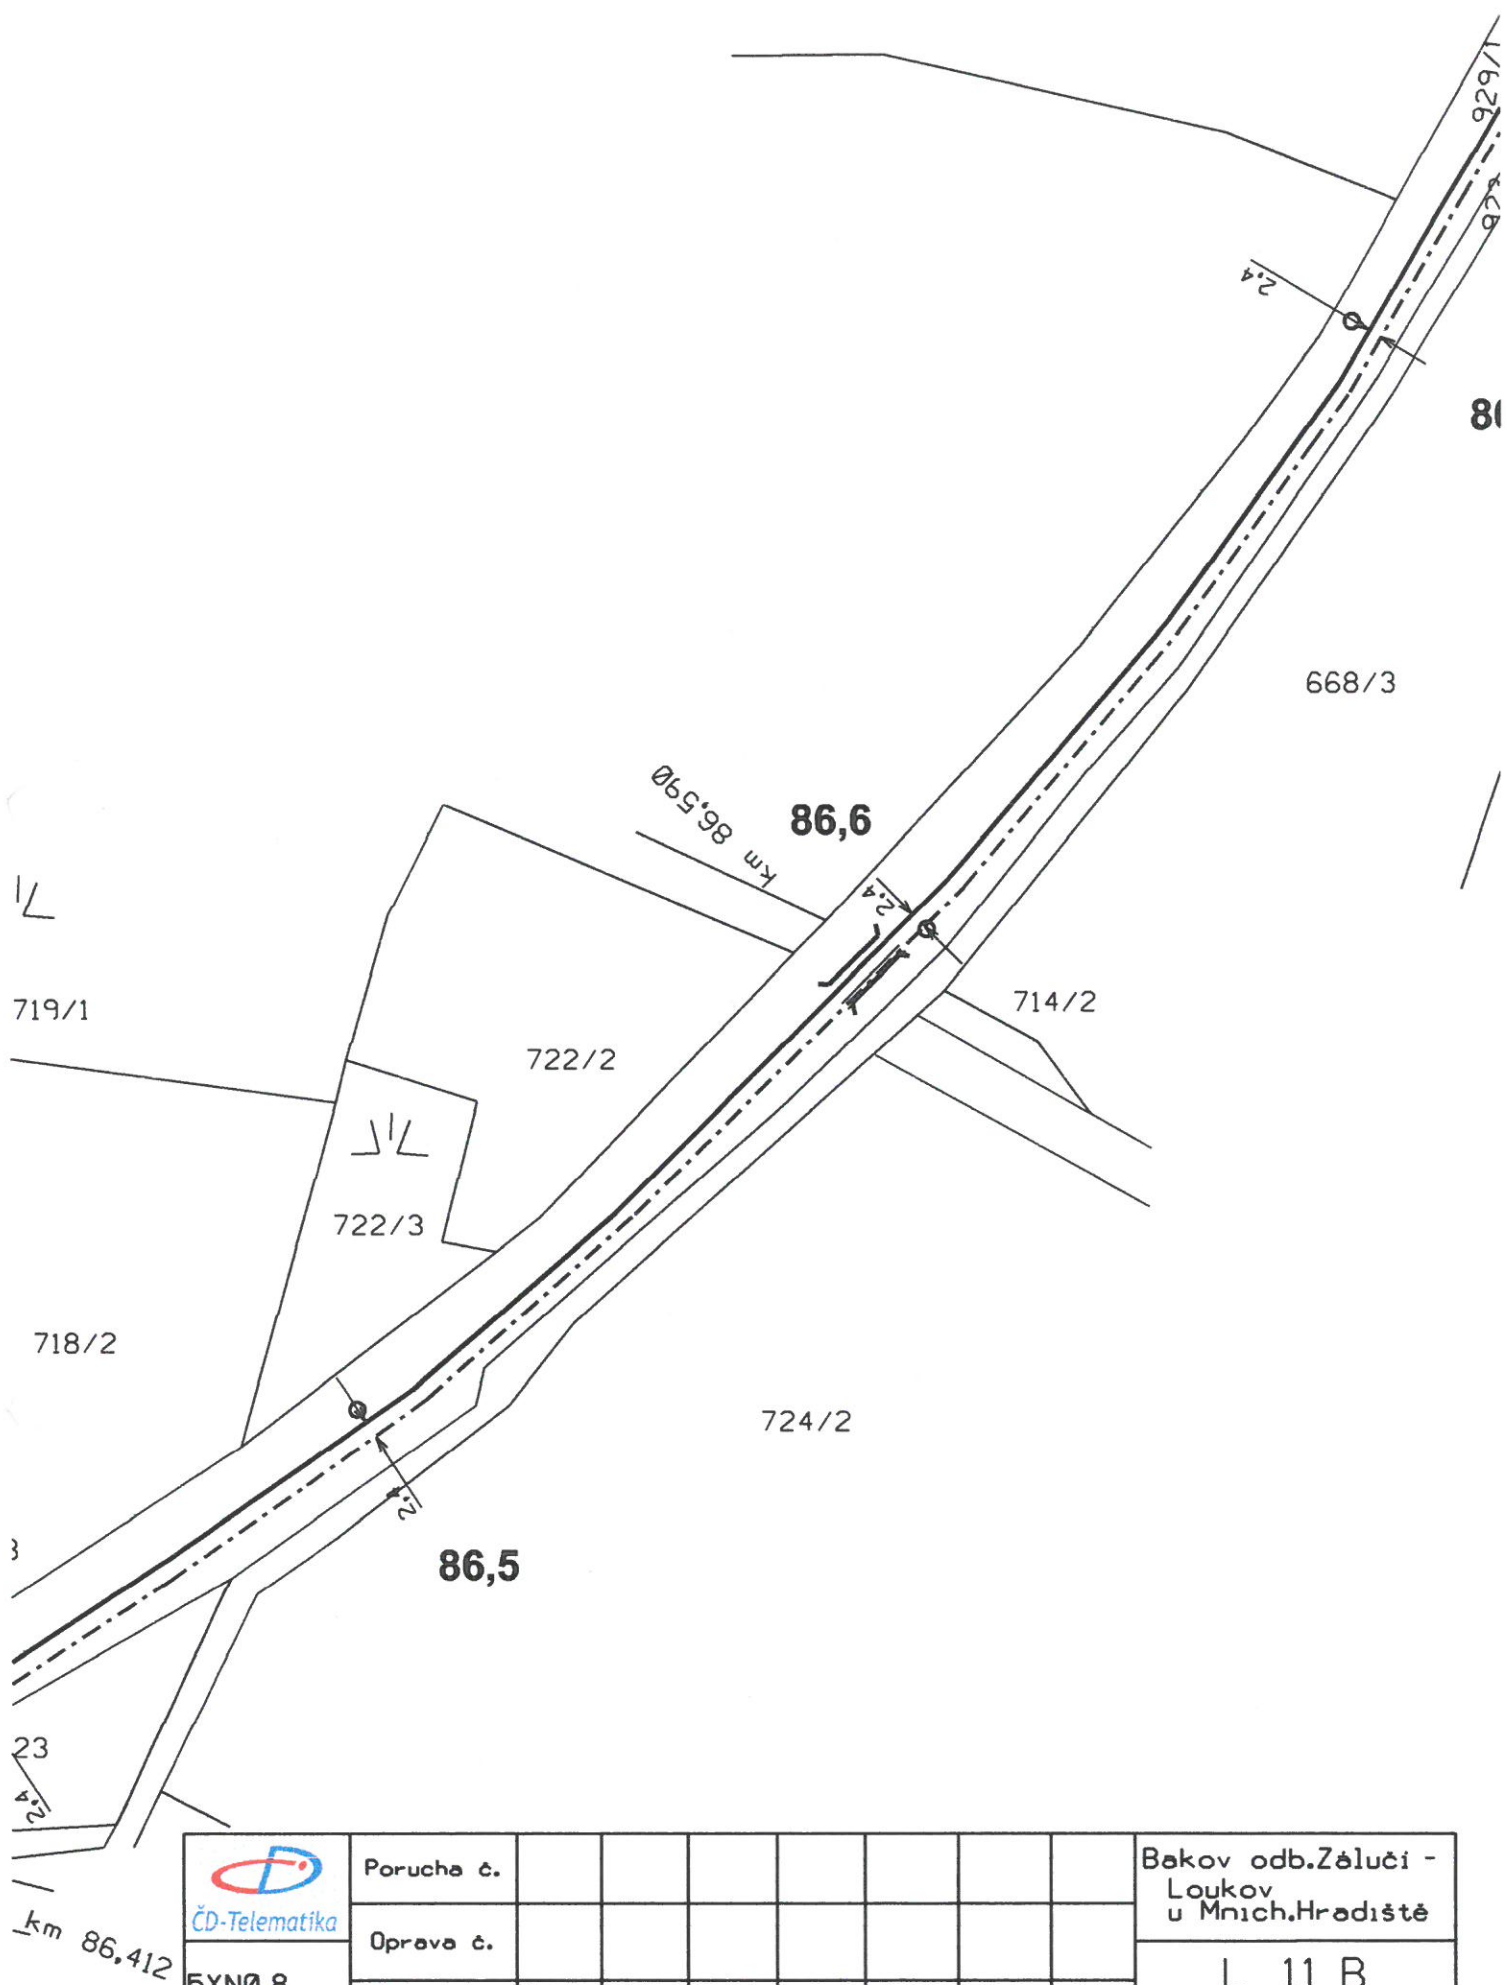 929/1
2,4
668/3
km 86,590
86,6
2,4
719/1
714/2
722/2
722/3
718/2
724/2
2,4
86,5
23
2,4
km 86,412
ČD-Telematika
Porucha č.
Oprava č.
Bakov odb.Zálučí -
Loukov
u Mnich.Hradiště
L 11 B